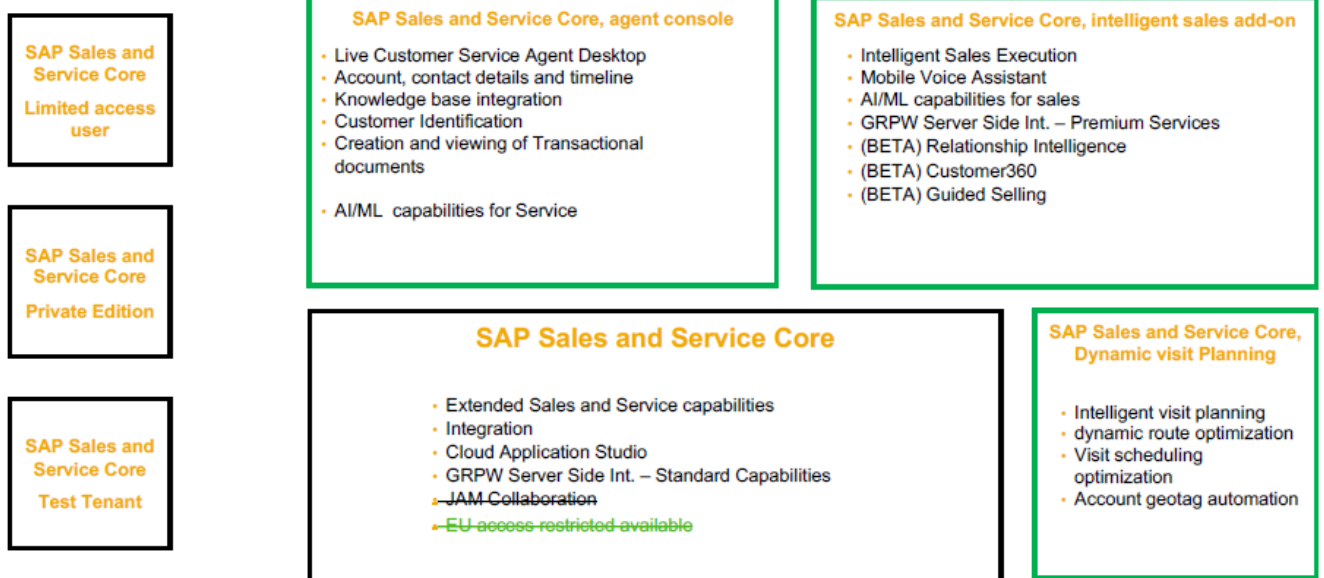 SAP Sales and
Service Core
Limited access
user
SAP Sales and
Service Core
Private Edition
SAP Sales and
Service Core
Test Tenant
SAP Sales and Service Core, agent console
• Live Customer Service Agent Desktop
• Account, contact details and timeline
• Knowledge base integration
• Customer Identification
• Creation and viewing of Transactional
documents
• AI/ML capabilities for Service
SAP Sales and Service Core, intelligent sales add-on
• Intelligent Sales Execution
• Mobile Voice Assistant
• AI/ML capabilities for sales
• GRPW Server Side Int. – Premium Services
• (BETA) Relationship Intelligence
• (BETA) Customer360
• (BETA) Guided Selling
SAP Sales and Service Core
• Extended Sales and Service capabilities
• Integration
• Cloud Application Studio
• GRPW Server Side Int. – Standard Capabilities
• JAM Collaboration
• EU access restricted available
SAP Sales and Service Core,
Dynamic visit Planning
• Intelligent visit planning
• dynamic route optimization
• Visit scheduling
optimization
• Account geotag automation